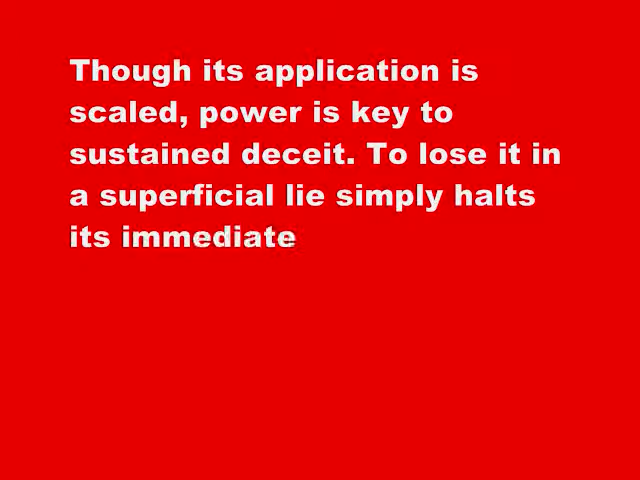 Though its application is
scaled, power is key to
sustained deceit. To lose it in
a superficial lie simply halts
its immediate